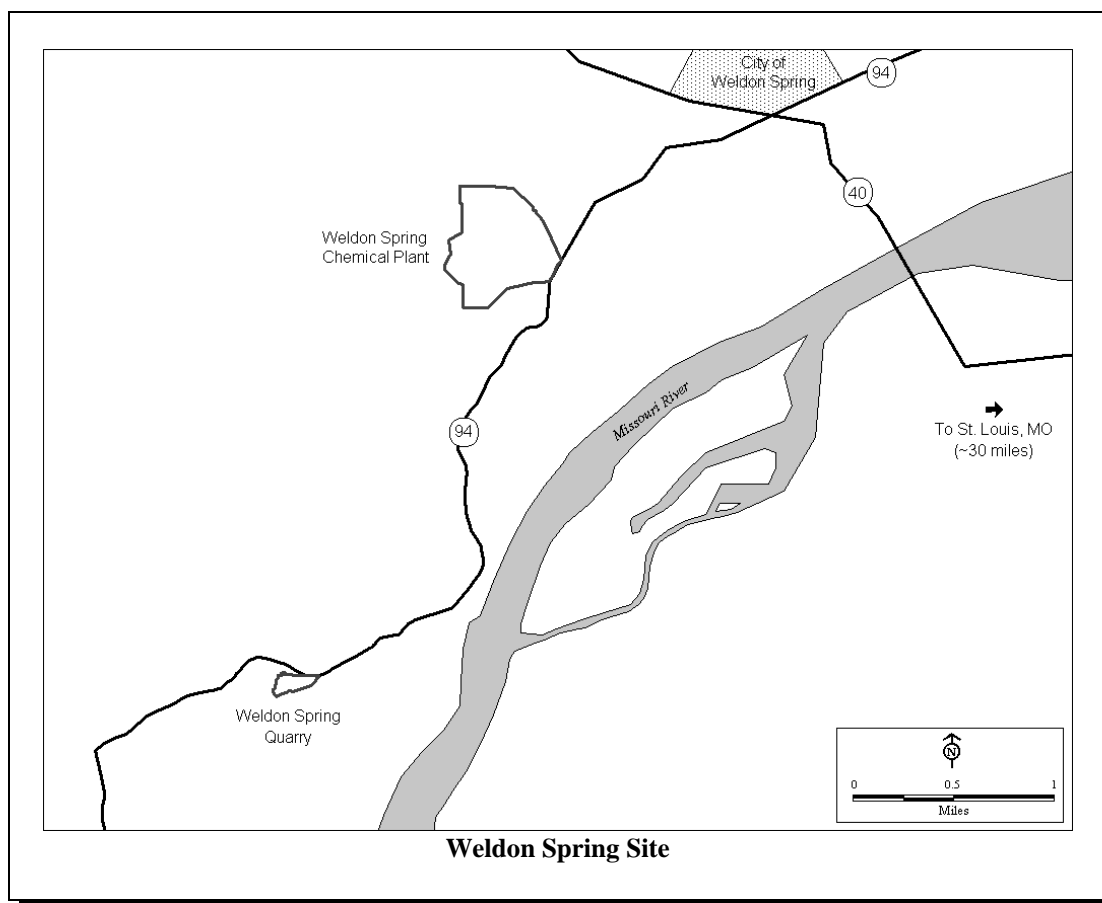 City of
Weldon Spring
94
40
Weldon Spring
Chemical Plant
Missouri River
94
To St. Louis, MO
(~30 miles)
Weldon Spring
Quarry
N
0 0.5 1
Miles
Weldon Spring Site